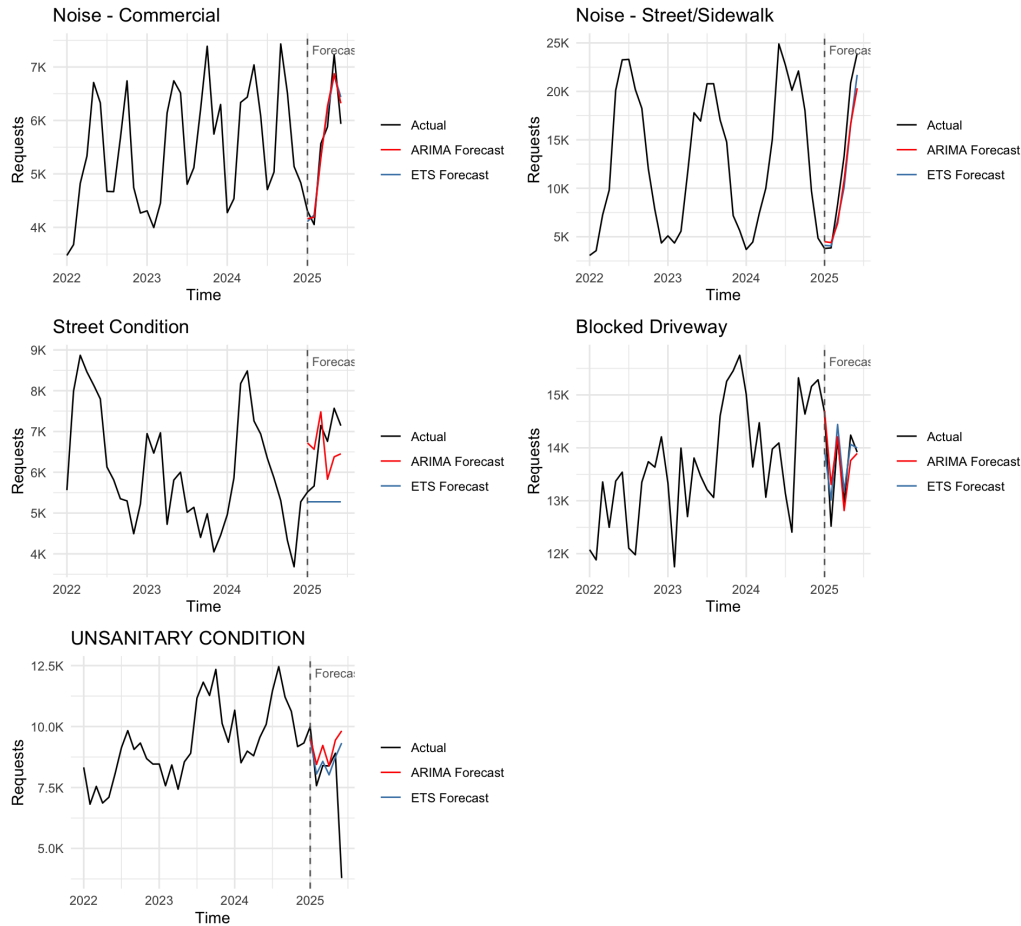 Noise - Commercial
Requests
7K
6K
5K
4K
Forecas
2022 2023 2024 2025
Time
Actual
ARIMA Forecast
ETS Forecast
Noise - Street/Sidewalk
Requests
25K
20K
15K
10K
5K
Forecas
2022 2023 2024 2025
Time
Actual
ARIMA Forecast
ETS Forecast
Street Condition
Requests
9K
8K
7K
6K
5K
4K
Forecas
2022 2023 2024 2025
Time
Actual
ARIMA Forecast
ETS Forecast
Blocked Driveway
Requests
15K
14K
13K
12K
Forecas
2022 2023 2024 2025
Time
Actual
ARIMA Forecast
ETS Forecast
UNSANITARY CONDITION
Requests
12.5K
10.0K
7.5K
5.0K
Forecas
2022 2023 2024 2025
Time
Actual
ARIMA Forecast
ETS Forecast